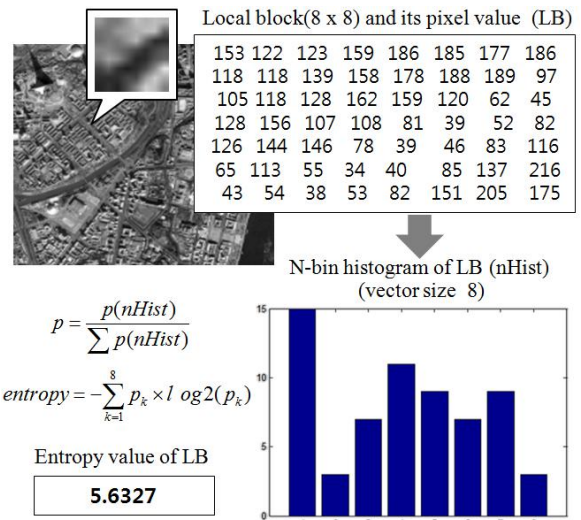 Local block(8 x 8) and its pixel value (LB)
153 122 123 159 186 185 177 186
118 118 139 158 178 188 189 97
105 118 128 162 159 120 62 45
128 156 107 108 81 39 52 82
126 144 146 78 39 46 83 116
65 113 55 34 40 85 137 216
43 54 38 53 82 151 205 175
N-bin histogram of LB (nHist)
(vector size 8)
p = p(nHist) / ∑ p(nHist)
entropy = −∑ k=1 8 pk × l og2( pk )
Entropy value of LB
5.6327
15
10
5
0